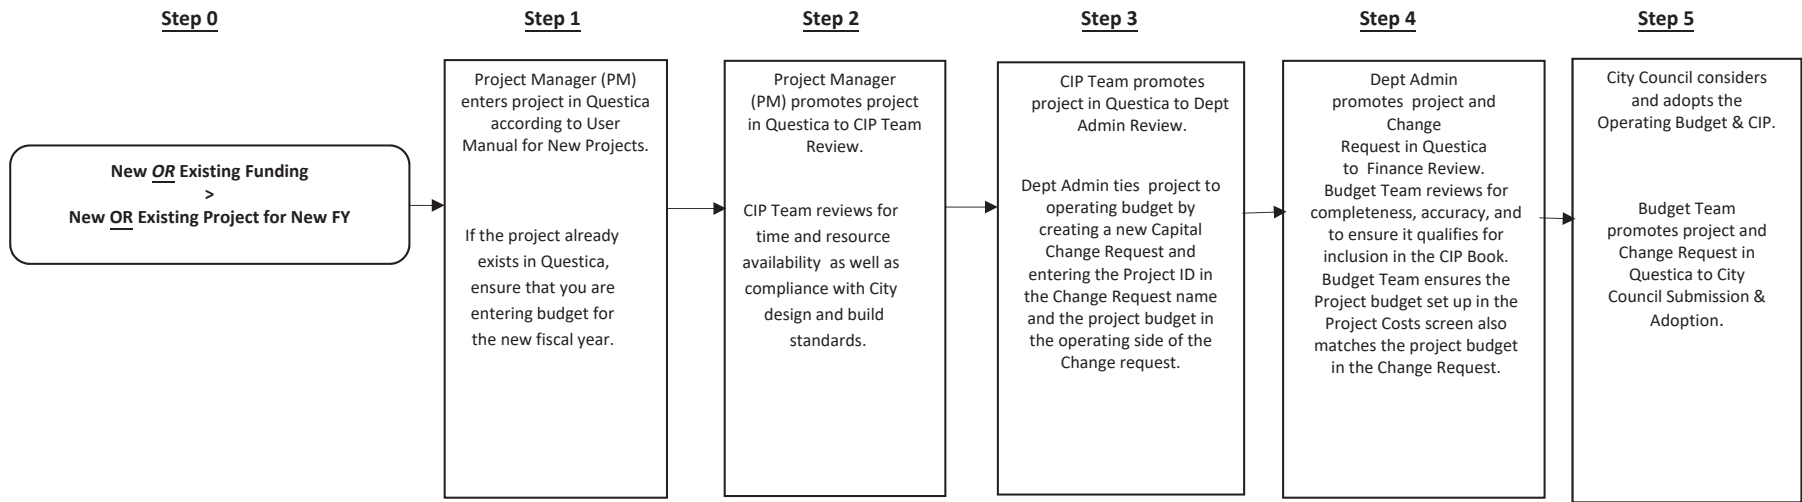 Step 0
Step 1
Step 2
Step 3
Step 4
Step 5
New OR Existing Funding
>
New OR Existing Project for New FY
Project Manager (PM)
enters project in Questica
according to User
Manual for New Projects.
If the project already
exists in Questica,
ensure that you are
entering budget for
the new fiscal year.
Project Manager
(PM) promotes project
in Questica to CIP Team
Review.
CIP Team reviews for
time and resource
availability as well as
compliance with City
design and build
standards.
CIP Team promotes
project in Questica to Dept
Admin Review.
Dept Admin ties project to
operating budget by
creating a new Capital
Change Request and
entering the Project ID in
the Change Request name
and the project budget in
the operating side of the
Change request.
Dept Admin
promotes project and
Change
Request in Questica
to Finance Review.
Budget Team reviews for
completeness, accuracy, and
to ensure it qualifies for
inclusion in the CIP Book.
Budget Team ensures the
Project budget set up in the
Project Costs screen also
matches the project budget
in the Change Request.
City Council considers
and adopts the
Operating Budget & CIP.
Budget Team
promotes project and
Change Request in
Questica to City
Council Submission &
Adoption.